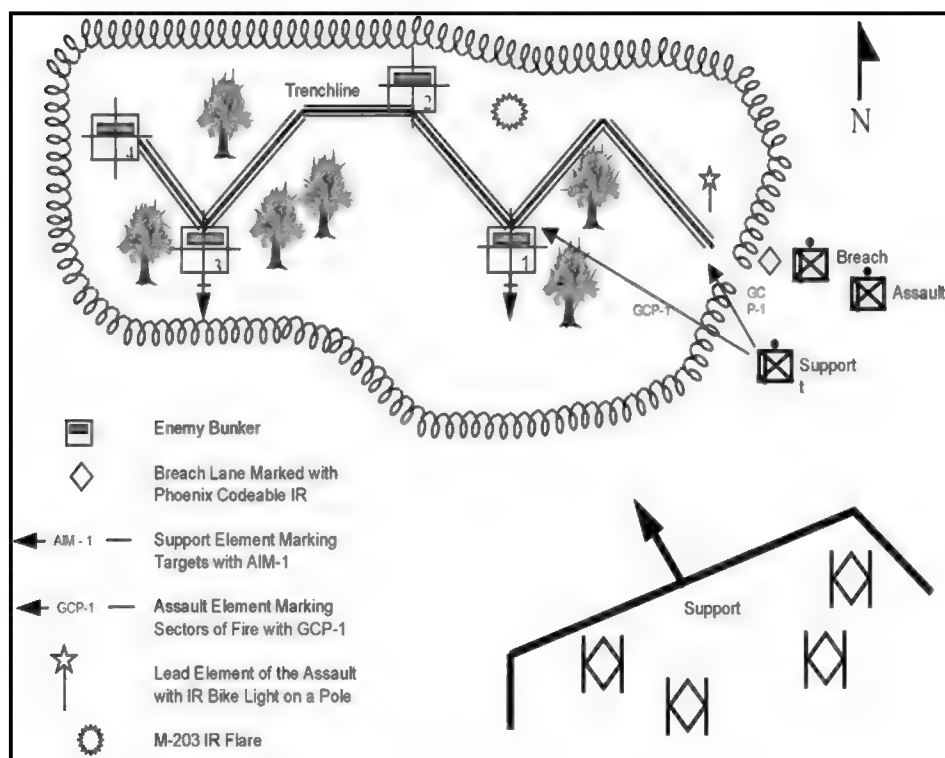 Trenchline
2
N
4
3
1
Breach
Assault
GC
P-1
GCP-1
Support
t
Enemy Bunker
Breach Lane Marked with
Phoenix Codeable IR
AIM - 1
Support Element Marking
Targets with AIM-1
GCP-1
Assault Element Marking
Sectors of Fire with GCP-1
Lead Element of the Assault
with IR Bike Light on a Pole
M-203 IR Flare
Support